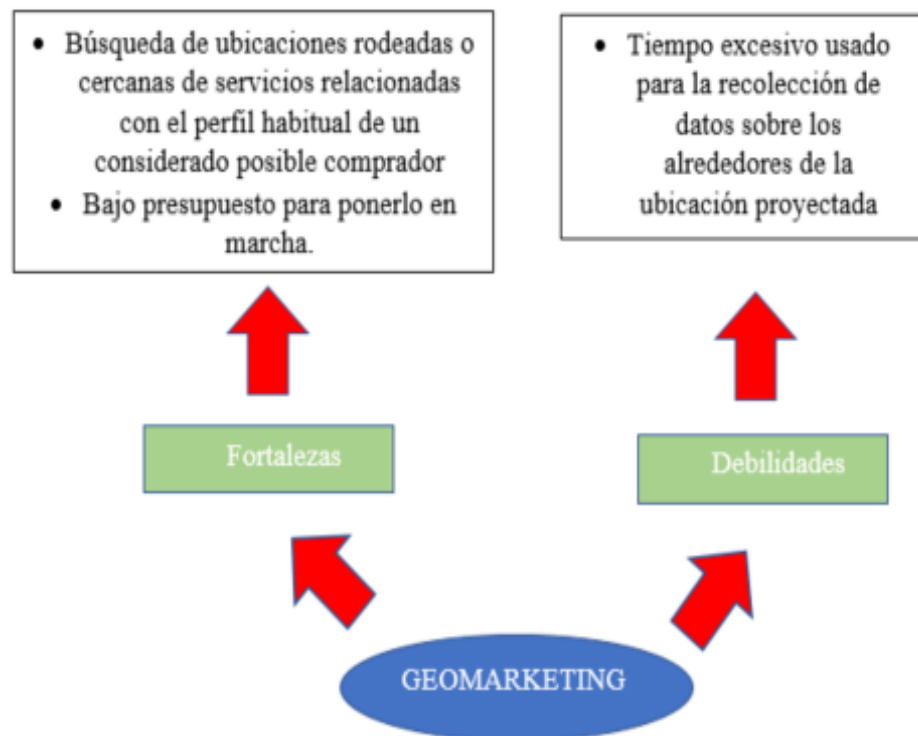 • Búsqueda de ubicaciones rodeadas o
cercanas de servicios relacionadas
con el perfil habitual de un
considerado posible comprador
• Bajo presupuesto para ponerlo en
marcha.
• Tiempo excesivo usado
para la recolección de
datos sobre los
alrededores de la
ubicación proyectada
Fortalezas
Debilidades
GEOMARKETING